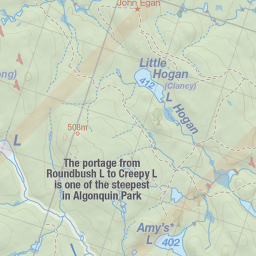 John Egan
Little
Hogan
(Clancy)
412
L Hogan
ong)
508m
L
The portage from
Roundbush L to Creepy L
is one of the steepest
in Algonquin Park
Amy's*
L
402